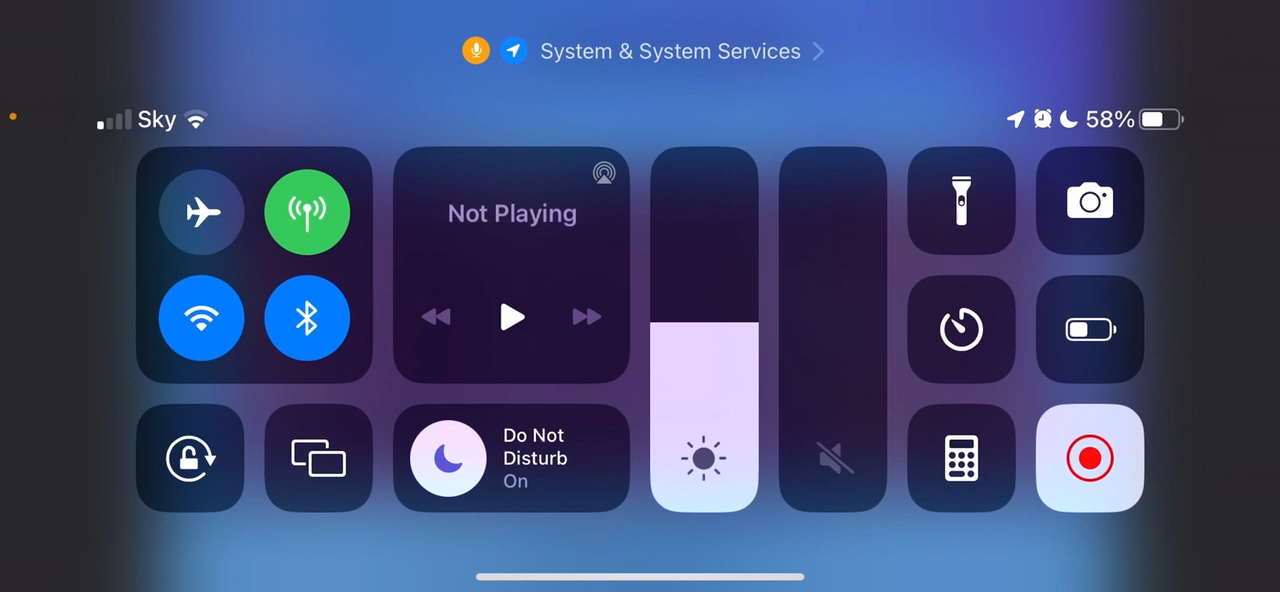 System & System Services
Sky
58%
Not Playing
Do Not
Disturb
On